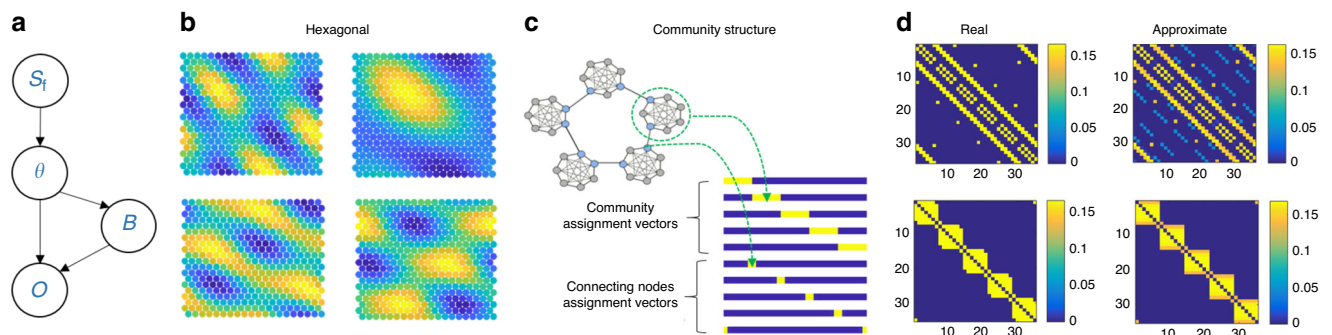 a
S_f
θ
B
O
b
Hexagonal
c
Community structure
Community
assignment vectors
Connecting nodes
assignment vectors
d
Real
Approximate
10
20
30
0.15
0.1
0.05
0
10 20 30
10
20
30
0.15
0.1
0.05
0
10 20 30
10
20
30
0.15
0.1
0.05
0
10 20 30
10
20
30
0.15
0.1
0.05
0
10 20 30